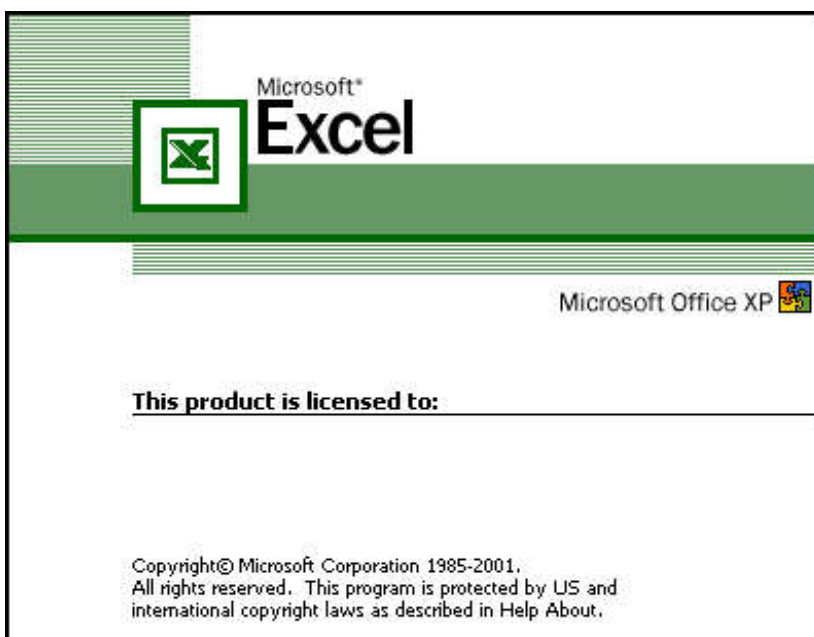 Microsoft®
Excel
Microsoft Office XP
This product is licensed to:
Copyright© Microsoft Corporation 1985-2001.
All rights reserved.  This program is protected by US and
international copyright laws as described in Help About.